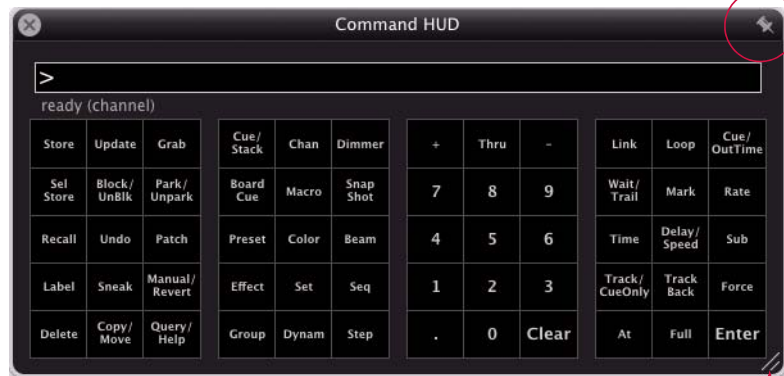 Command HUD
>
ready (channel)
Store Update Grab Cue/Stack Chan Dimmer + Thru - Link Loop Cue/OutTime
Sel Store Block/UnBlk Park/Unpark Board Cue Macro Snap Shot 7 8 9 Wait/Trail Mark Rate
Recall Undo Patch Preset Color Beam 4 5 6 Time Delay/Speed Sub
Label Sneak Manual/Revert Effect Set Seq 1 2 3 Track/CueOnly Track Back Force
Delete Copy/Move Query/Help Group Dynam Step . 0 Clear At Full Enter